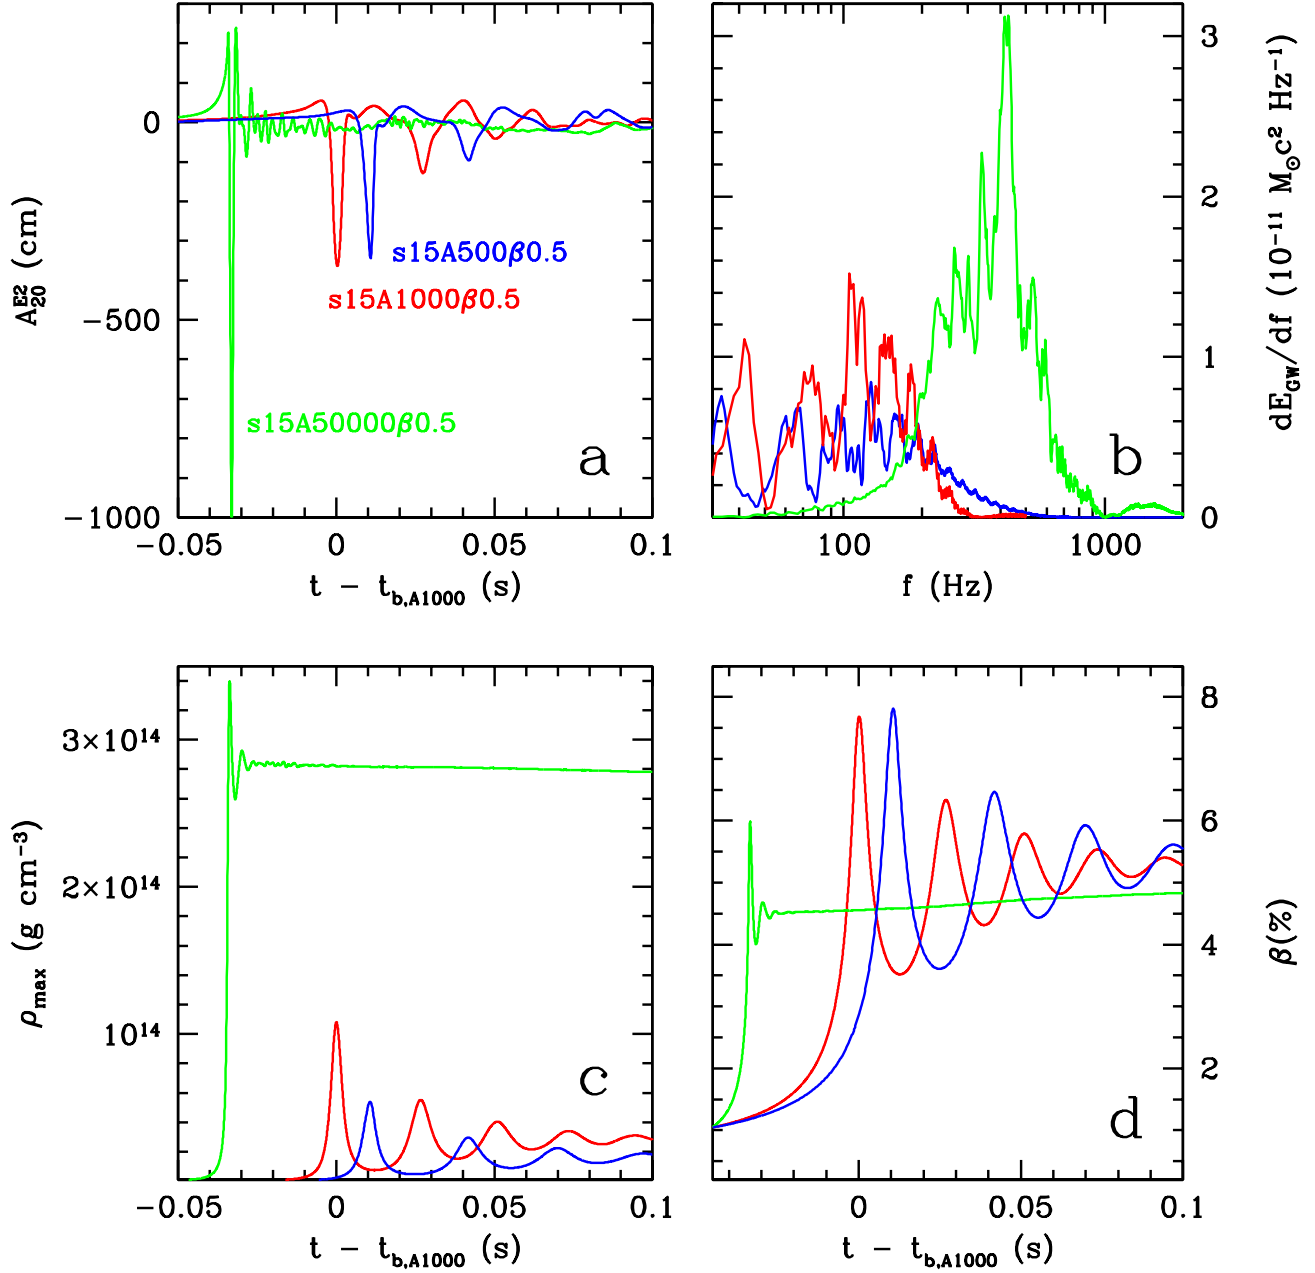 0
−500
−1000
A_{20}^{E2} (cm)
s15A500β0.5
s15A1000β0.5
s15A50000β0.5
a
−0.05 0 0.05 0.1
t − t_{b,A1000} (s)
3
2
1
0
dE_{GW}/df (10^{−11} M_⊙c^2 Hz^{−1})
b
100 1000
f (Hz)
3×10^{14}
2×10^{14}
10^{14}
ρ_{max} (g cm^{−3})
c
−0.05 0 0.05 0.1
t − t_{b,A1000} (s)
8
6
4
2
β(%)
d
0 0.05 0.1
t − t_{b,A1000} (s)